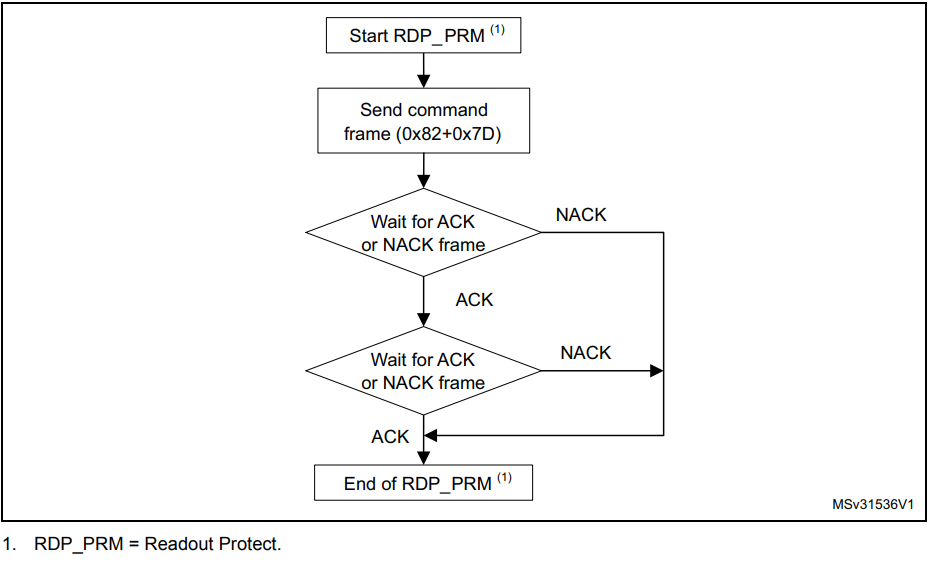 Start RDP_PRM (1)
Send command
frame (0x82+0x7D)
Wait for ACK
or NACK frame
NACK
ACK
Wait for ACK
or NACK frame
NACK
ACK
End of RDP_PRM (1)
MSv31536V1
1. RDP_PRM = Readout Protect.